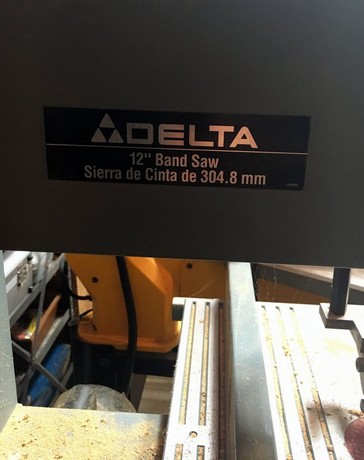 DELTA
12" Band Saw
Sierra de Cinta de 304.8 mm